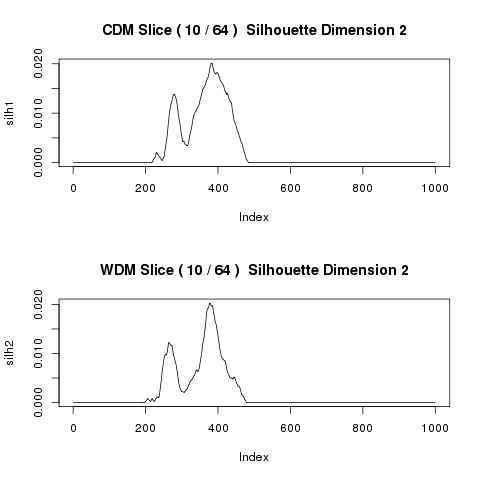 CDM Slice ( 10 / 64 )  Silhouette Dimension 2
silh1
0.020
0.010
0.000
0 200 400 600 800 1000
Index
WDM Slice ( 10 / 64 )  Silhouette Dimension 2
silh2
0.020
0.010
0.000
0 200 400 600 800 1000
Index